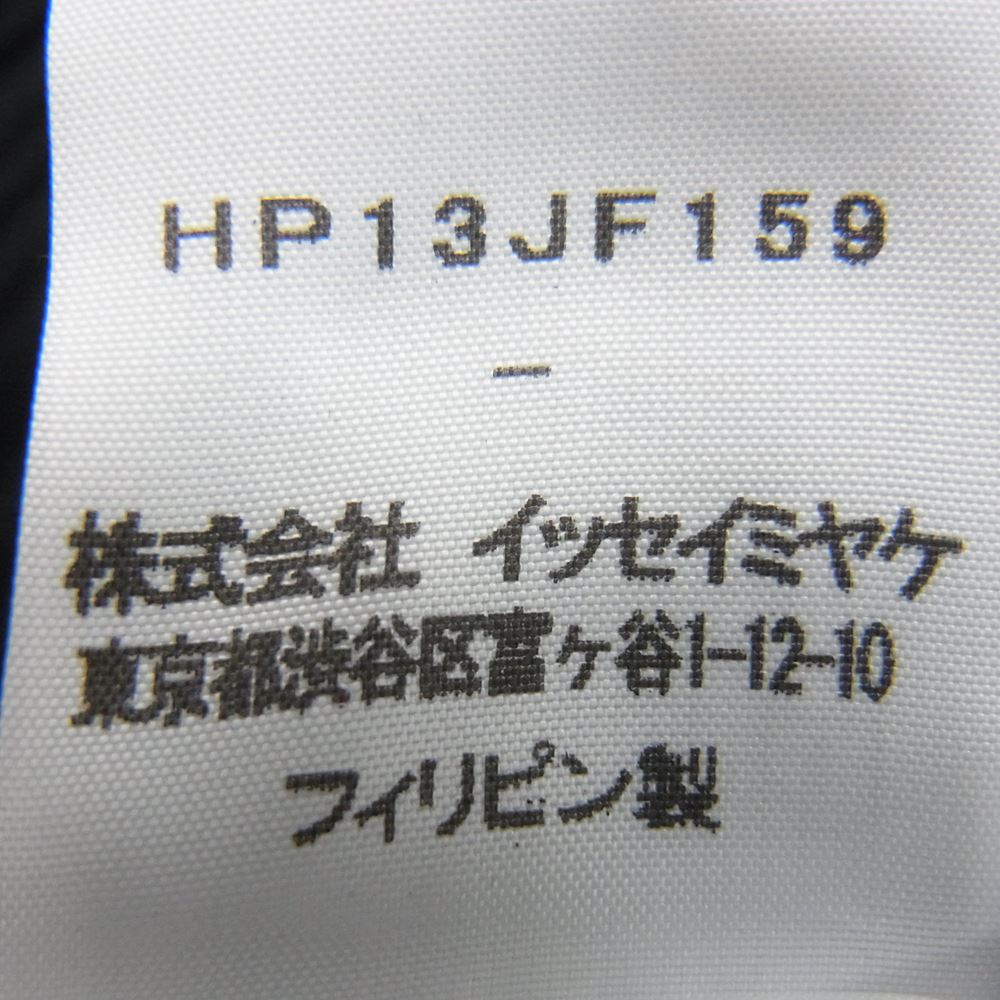 HP13JF159
-
株式会社 イッセイミヤケ
東京都渋谷区富ケ谷1-12-10
フィリピン製